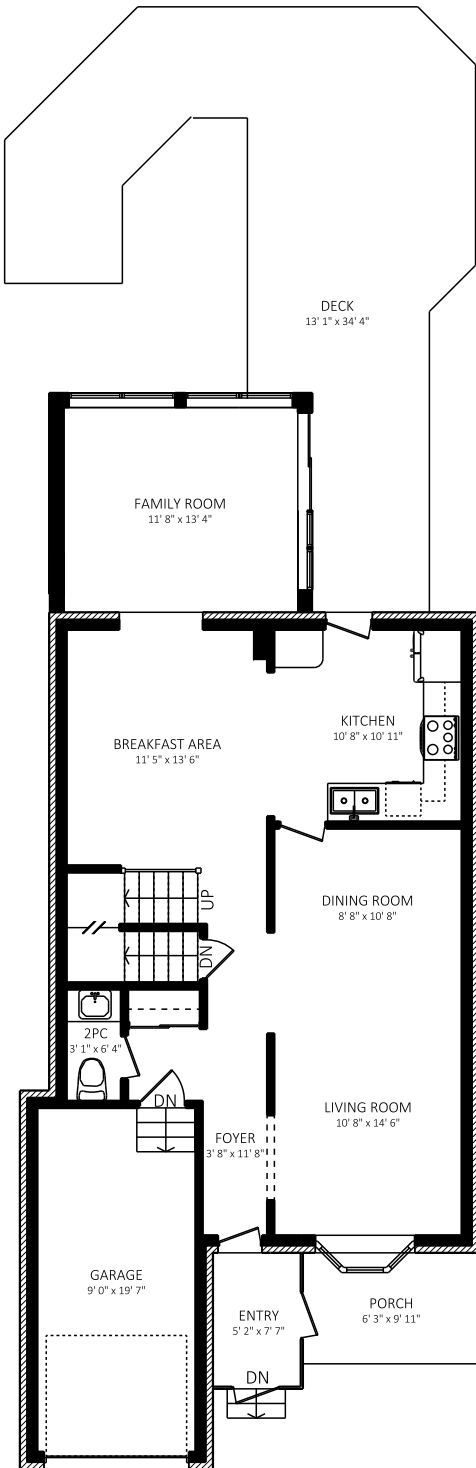 DECK
13' 1" x 34' 4"
FAMILY ROOM
11' 8" x 13' 4"
KITCHEN
10' 8" x 10' 11"
BREAKFAST AREA
11' 5" x 13' 6"
UP
DINING ROOM
8' 8" x 10' 8"
DN
2PC
3' 1" x 6' 4"
DN
LIVING ROOM
10' 8" x 14' 6"
FOYER
3' 8" x 11' 8"
GARAGE
9' 0" x 19' 7"
ENTRY
5' 2" x 7' 7"
PORCH
6' 3" x 9' 11"
DN